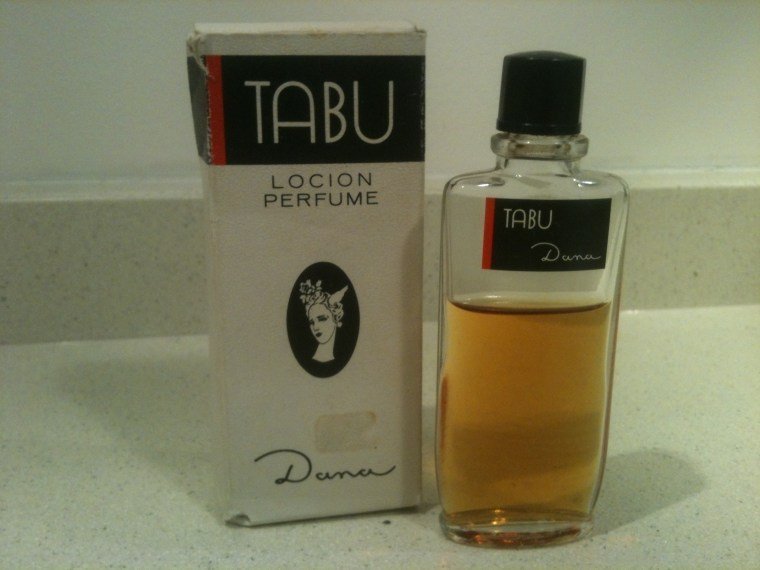 TABU
LOCION
PERFUME
Dana
TABU
Dana